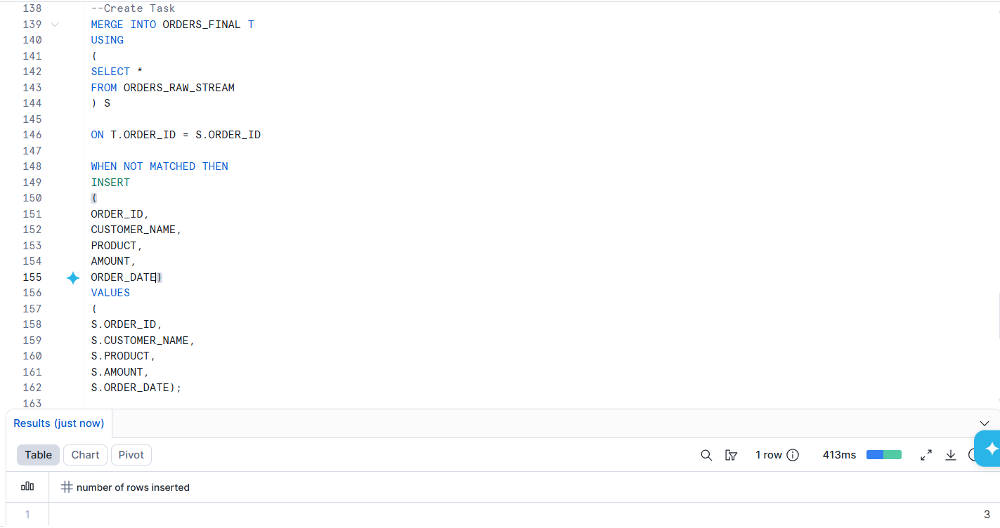 138 --Create Task
139 MERGE INTO ORDERS_FINAL T
140 USING
141 (
142 SELECT *
143 FROM ORDERS_RAW_STREAM
144 ) S
145
146 ON T.ORDER_ID = S.ORDER_ID
147
148 WHEN NOT MATCHED THEN
149 INSERT
150 (
151 ORDER_ID,
152 CUSTOMER_NAME,
153 PRODUCT,
154 AMOUNT,
155 ORDER_DATE)
156 VALUES
157 (
158 S.ORDER_ID,
159 S.CUSTOMER_NAME,
160 S.PRODUCT,
161 S.AMOUNT,
162 S.ORDER_DATE);
163
Results (just now)
Table Chart Pivot 1 row 413ms
number of rows inserted
1 3